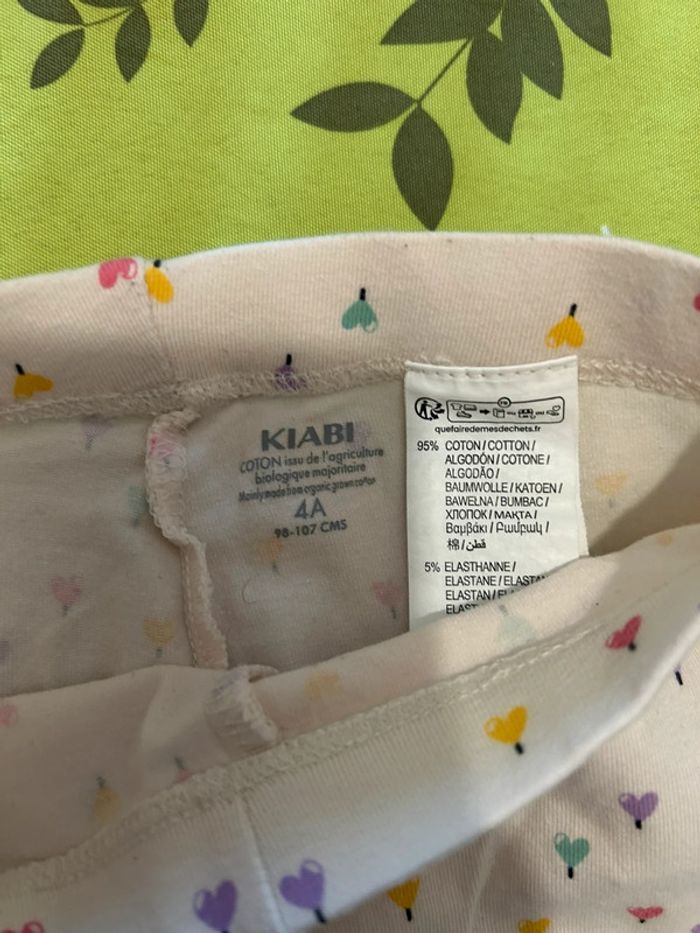 KIABI
COTON issu de l'agriculture
biologique majoritaire
Mainly made from organic grown cotton
4A
98-107 CMS
FR
quefairedemesdechets.fr
95% COTON / COTTON /
ALGODÓN / COTONE /
ALGODÃO /
BAUMWOLLE / KATOEN /
BAWEŁNA / BUMBAC /
ХЛОПОК / МАКТА /
Βαμβάκι / Բամբակ /
棉 / قطن
5% ELASTHANNE /
ELASTANE / ELASTAN
ELASTAN /